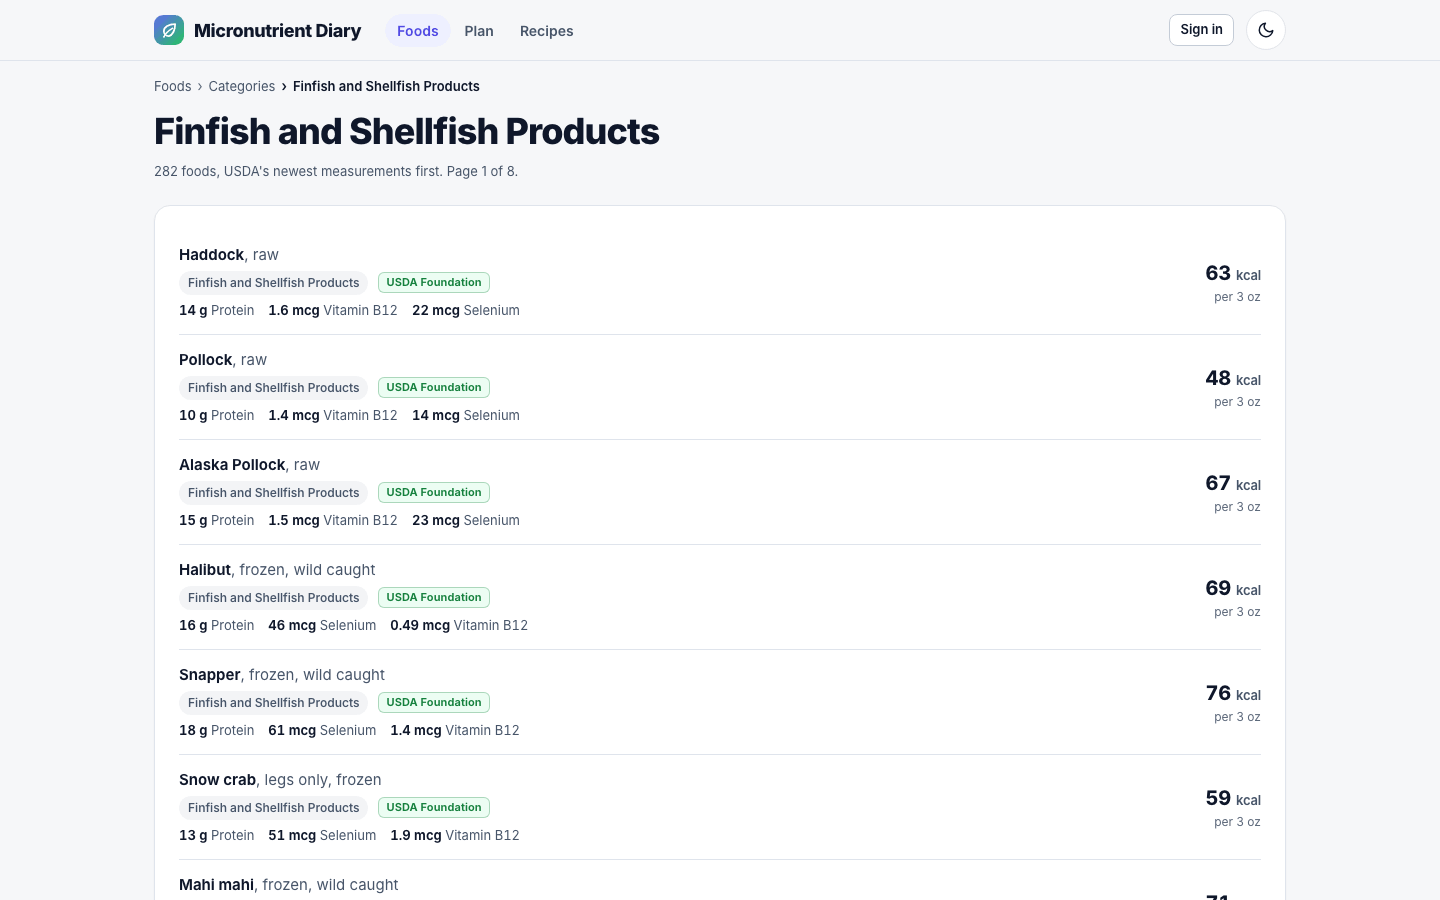 Micronutrient Diary
Foods
Plan
Recipes
Sign in
Foods › Categories › Finfish and Shellfish Products
Finfish and Shellfish Products
282 foods, USDA's newest measurements first. Page 1 of 8.
Haddock, raw
Finfish and Shellfish Products
USDA Foundation
14 g Protein 1.6 mcg Vitamin B12 22 mcg Selenium
63 kcal
per 3 oz
Pollock, raw
Finfish and Shellfish Products
USDA Foundation
10 g Protein 1.4 mcg Vitamin B12 14 mcg Selenium
48 kcal
per 3 oz
Alaska Pollock, raw
Finfish and Shellfish Products
USDA Foundation
15 g Protein 1.5 mcg Vitamin B12 23 mcg Selenium
67 kcal
per 3 oz
Halibut, frozen, wild caught
Finfish and Shellfish Products
USDA Foundation
16 g Protein 46 mcg Selenium 0.49 mcg Vitamin B12
69 kcal
per 3 oz
Snapper, frozen, wild caught
Finfish and Shellfish Products
USDA Foundation
18 g Protein 61 mcg Selenium 1.4 mcg Vitamin B12
76 kcal
per 3 oz
Snow crab, legs only, frozen
Finfish and Shellfish Products
USDA Foundation
13 g Protein 51 mcg Selenium 1.9 mcg Vitamin B12
59 kcal
per 3 oz
Mahi mahi, frozen, wild caught